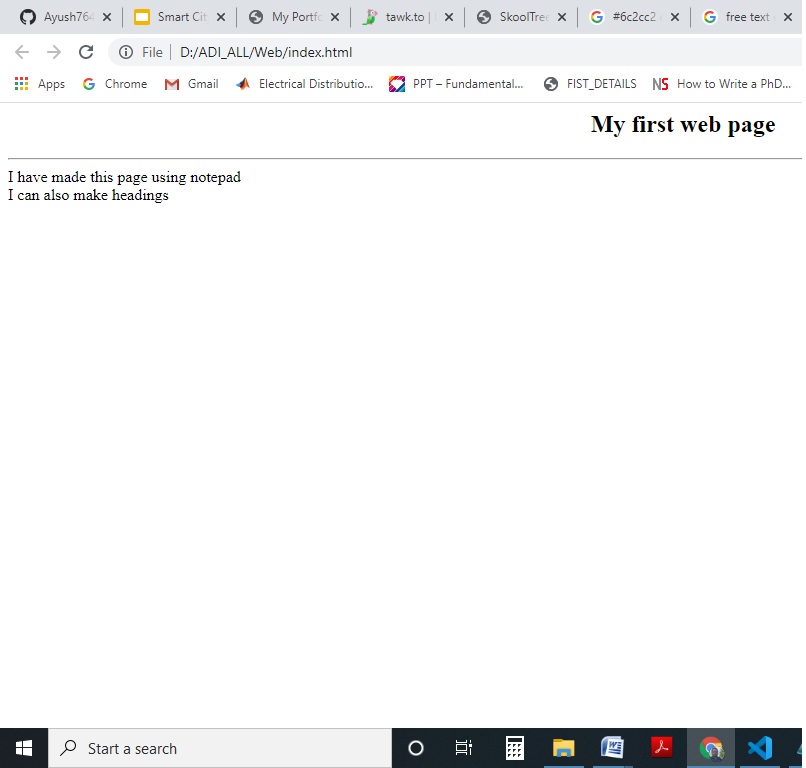 Ayush764
Smart Cit
My Portfo
tawk.to |
SkoolTree
#6c2cc2
free text
File | D:/ADI_ALL/Web/index.html
Apps
Chrome
Gmail
Electrical Distributio...
PPT – Fundamental...
FIST_DETAILS
NS How to Write a PhD...
My first web page
I have made this page using notepad
I can also make headings
Start a search